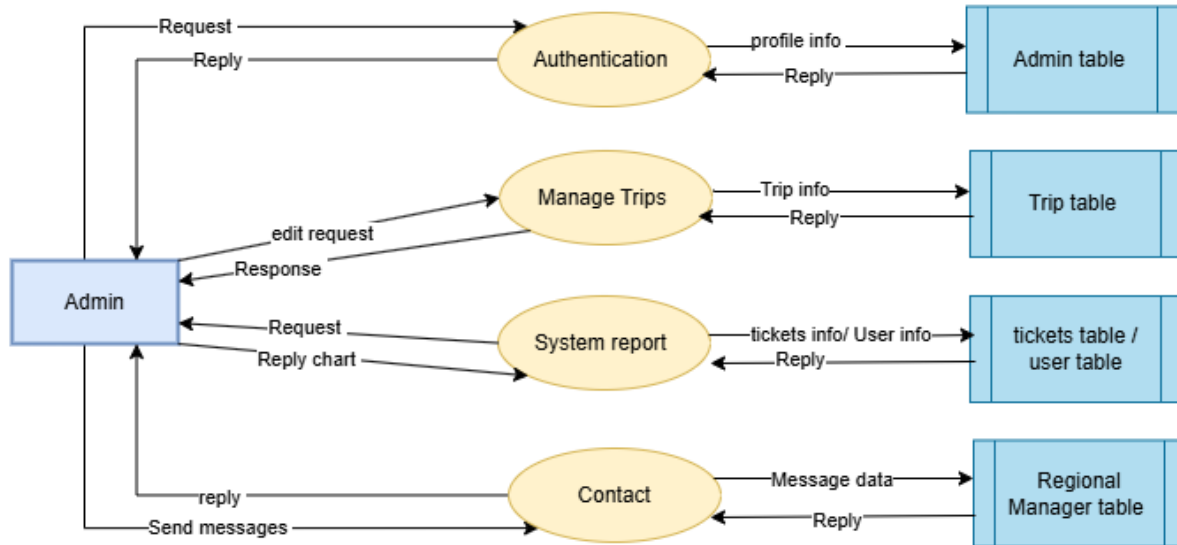 Request
Reply
Authentication
profile info
Reply
Admin table
edit request
Response
Manage Trips
Trip info
Reply
Trip table
Admin
Request
Reply chart
System report
tickets info/ User info
Reply
tickets table /
user table
reply
Send messages
Contact
Message data
Reply
Regional
Manager table